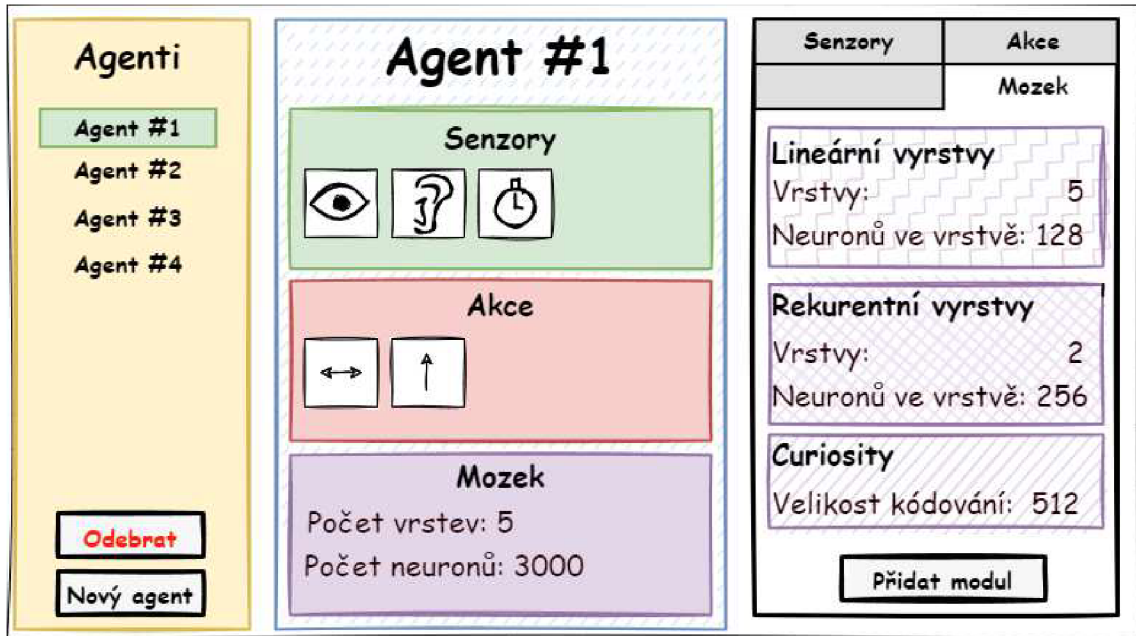 Agenti
Agent #1
Agent #2
Agent #3
Agent #4
Odebrat
Nový agent
Agent #1
Senzory
Akce
Mozek
Počet vrstev: 5
Počet neuronů: 3000
Senzory
Akce
Mozek
Lineární vyrstvy
Vrstvy: 5
Neuronů ve vrstvě: 128
Rekurentní vyrstvy
Vrstvy: 2
Neuronů ve vrstvě: 256
Curiosity
Velikost kódování: 512
Přidat modul